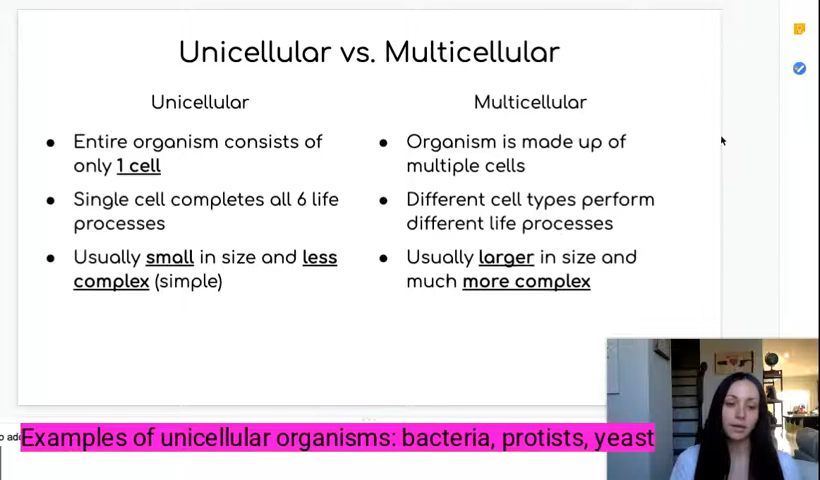 Unicellular vs. Multicellular
Unicellular
● Entire organism consists of
only 1 cell
● Single cell completes all 6 life
processes
● Usually small in size and less
complex (simple)
Multicellular
● Organism is made up of
multiple cells
● Different cell types perform
different life processes
● Usually larger in size and
much more complex
Examples of unicellular organisms: bacteria, protists, yeast